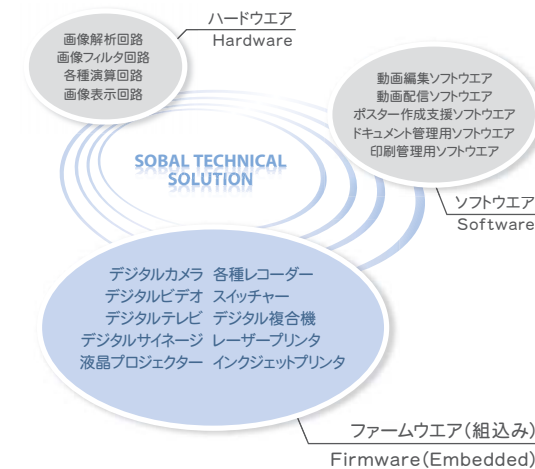 ハードウエア
Hardware
画像解析回路
画像フィルタ回路
各種演算回路
画像表示回路
動画編集ソフトウエア
動画配信ソフトウエア
ポスター作成支援ソフトウエア
ドキュメント管理用ソフトウエア
印刷管理用ソフトウエア
ソフトウエア
Software
SOBAL TECHNICAL
SOLUTION
デジタルカメラ 各種レコーダー
デジタルビデオ スイッチャー
デジタルテレビ デジタル複合機
デジタルサイネージ レーザープリンタ
液晶プロジェクター インクジェットプリンタ
ファームウエア(組込み)
Firmware(Embedded)